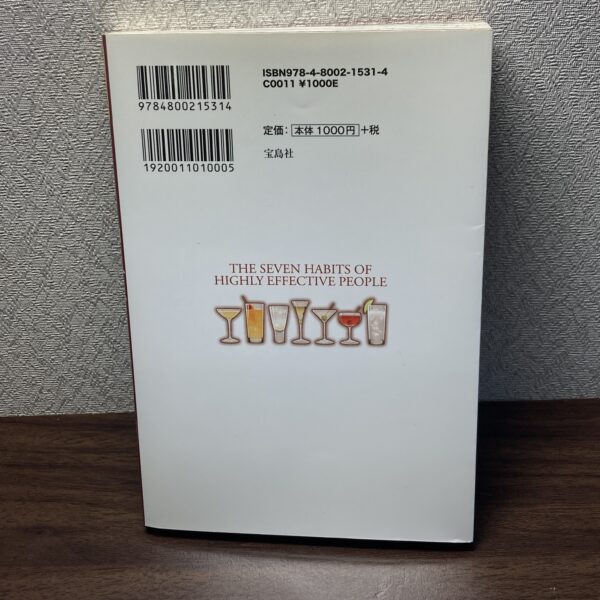 ISBN978-4-8002-1531-4
C0011 ¥1000E
9784800215314
定価：本体1000円+税
1920011010005
宝島社
THE SEVEN HABITS OF
HIGHLY EFFECTIVE PEOPLE